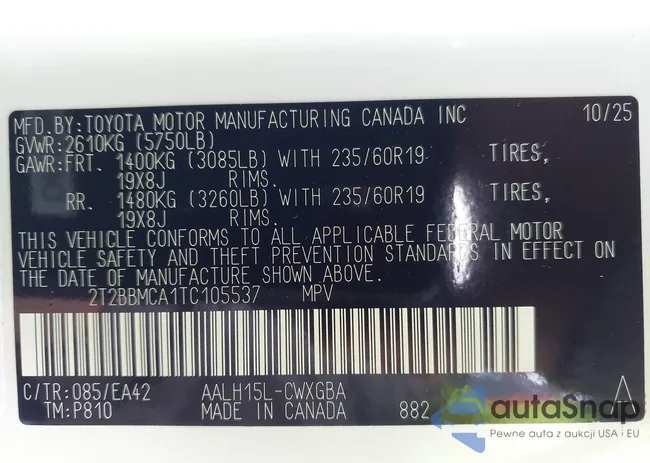 MFD.BY:TOYOTA MOTOR MANUFACTURING CANADA INC 10/25
GVWR:2610KG (5750LB)
GAWR:FRT. 1400KG (3085LB) WITH 235/60R19 TIRES,
19X8J RIMS.
RR. 1480KG (3260LB) WITH 235/60R19 TIRES,
19X8J RIMS.
THIS VEHICLE CONFORMS TO ALL APPLICABLE FEDERAL MOTOR
VEHICLE SAFETY AND THEFT PREVENTION STANDARDS IN EFFECT ON
THE DATE OF MANUFACTURE SHOWN ABOVE.
2T2BBMCA1TC105537 MPV
C/TR:085/EA42 AALH15L-CWXGBA
TM:P810 MADE IN CANADA 882
autaSnap
Pewne auta z aukcji USA i EU